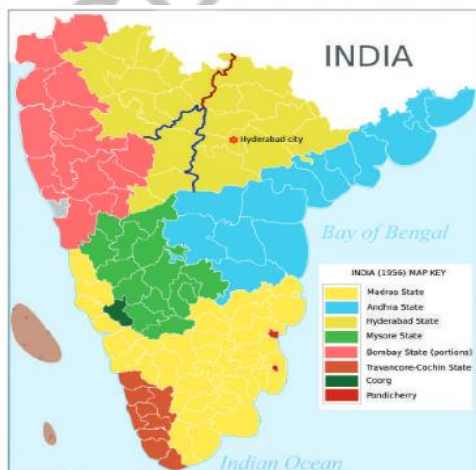 INDIA
Hyderabad city
Bay of Bengal
INDIA (1956) MAP KEY
Madras State
Andhra State
Hyderabad State
Mysore State
Bombay State (portions)
Travancore-Cochin State
Coorg
Pondicherry
Indian Ocean